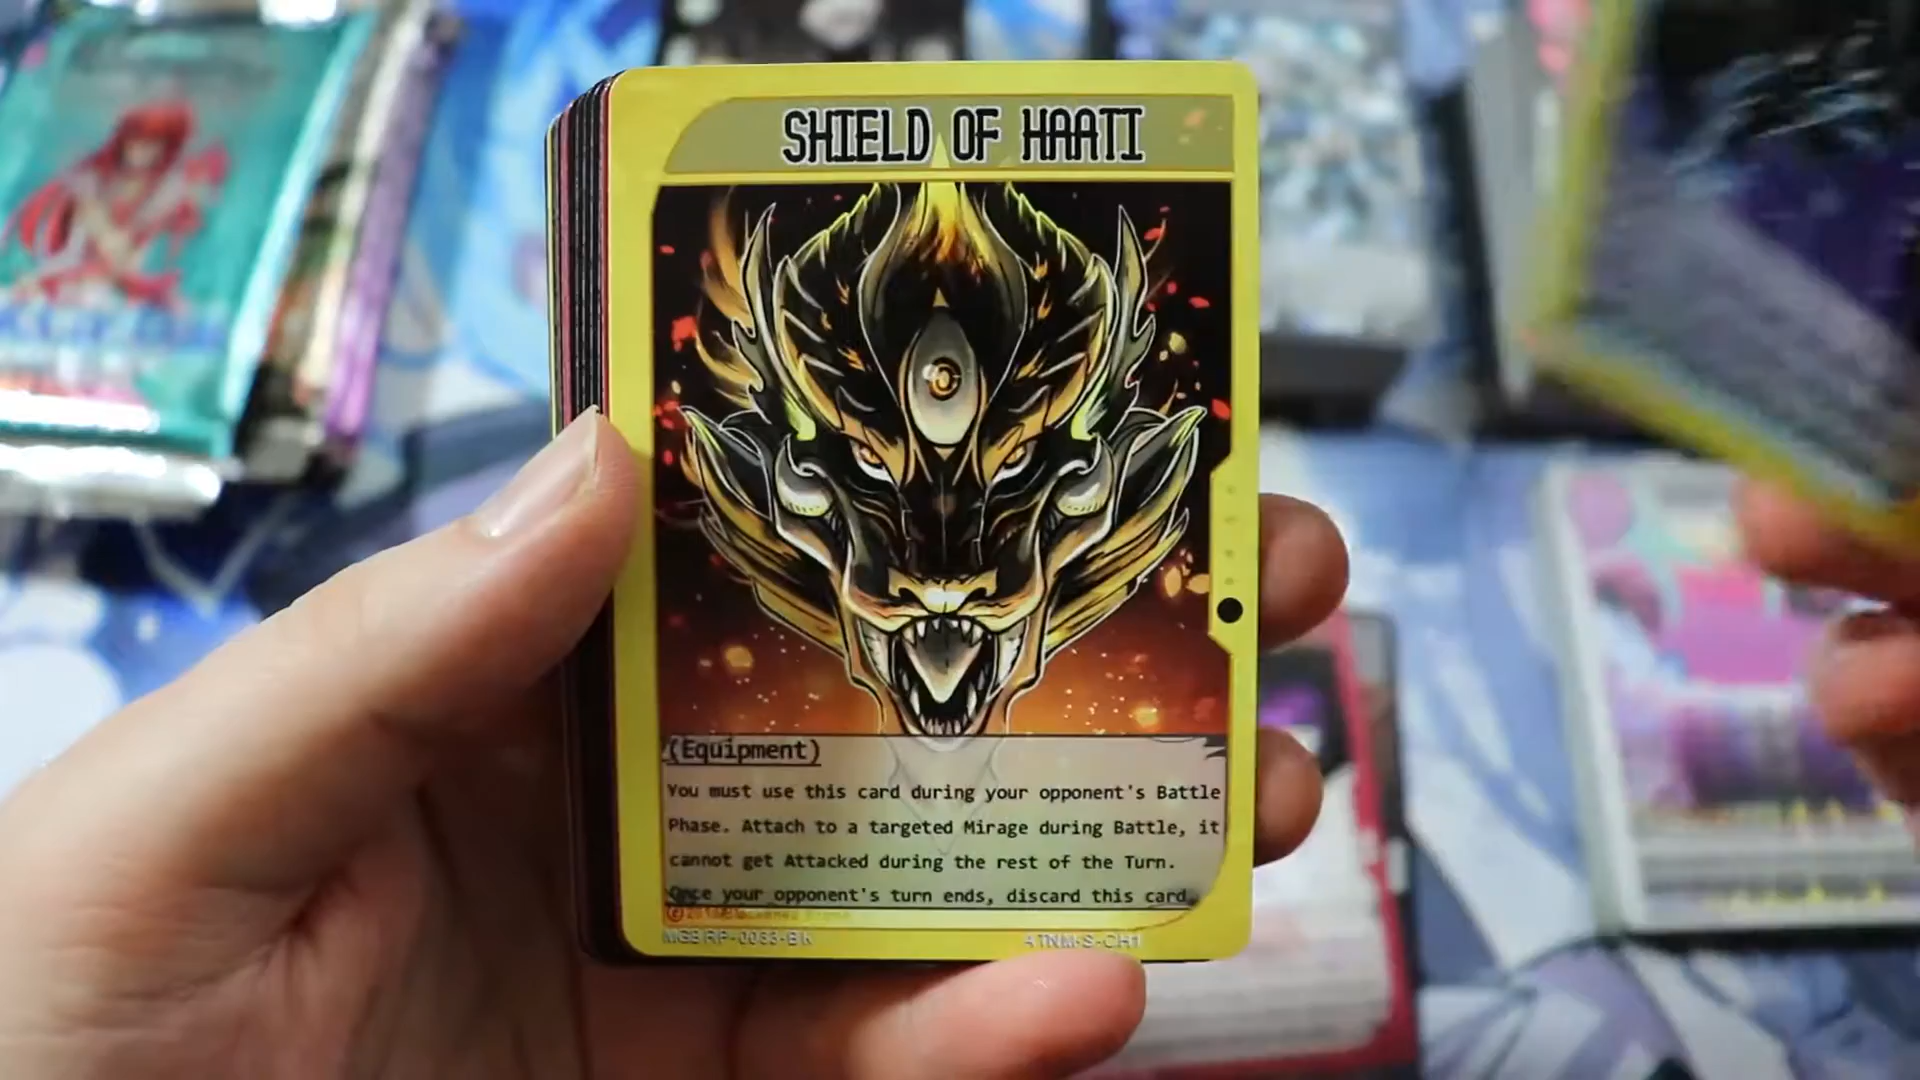 SHIELD OF HAATI
(Equipment)
You must use this card during your opponent's Battle
Phase. Attach to a targeted Mirage during Battle, it
cannot get Attacked during the rest of the Turn.
Once your opponent's turn ends, discard this card.
ATNM-S-CH1